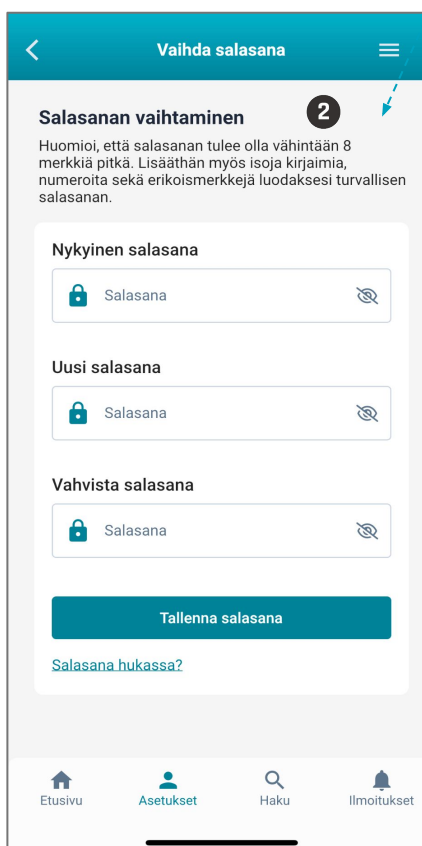 Vaihda salasana
Salasanan vaihtaminen
2
Huomioi, että salasanan tulee olla vähintään 8
merkkiä pitkä. Lisääthän myös isoja kirjaimia,
numeroita sekä erikoismerkkejä luodaksesi turvallisen
salasanan.
Nykyinen salasana
Salasana
Uusi salasana
Salasana
Vahvista salasana
Salasana
Tallenna salasana
Salasana hukassa?
Etusivu Asetukset Haku Ilmoitukset